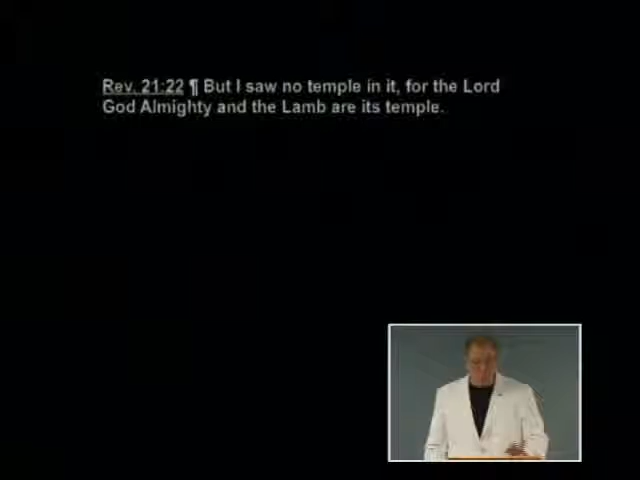 Rev. 21:22 ¶ But I saw no temple in it, for the Lord
God Almighty and the Lamb are its temple.